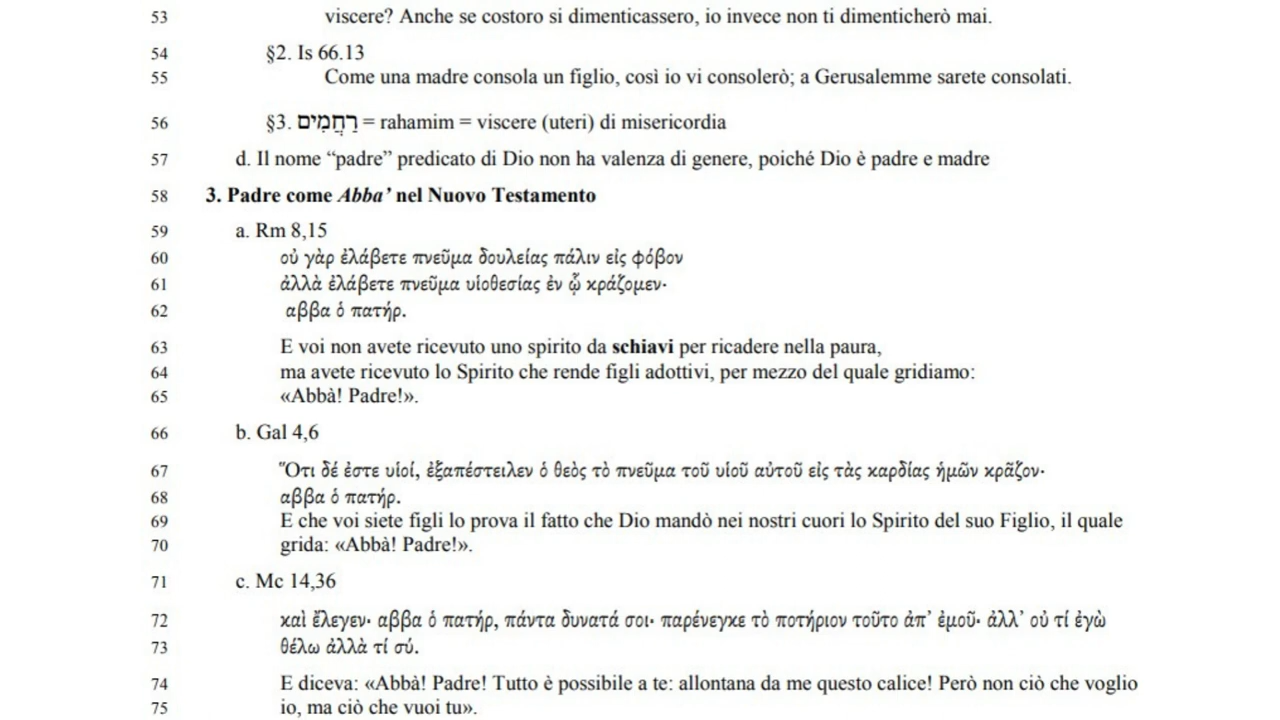 53 viscere? Anche se costoro si dimenticassero, io invece non ti dimenticherò mai.
54 §2. Is 66.13
55 Come una madre consola un figlio, così io vi consolerò; a Gerusalemme sarete consolati.
56 §3. רַחֲמִים = rahamim = viscere (uteri) di misericordia
57 d. Il nome “padre” predicato di Dio non ha valenza di genere, poiché Dio è padre e madre
58 3. Padre come Abba’ nel Nuovo Testamento
59 a. Rm 8,15
60 οὐ γὰρ ἐλάβετε πνεῦμα δουλείας πάλιν εἰς φόβον
61 ἀλλὰ ἐλάβετε πνεῦμα υἱοθεσίας ἐν ᾧ κράζομεν·
62 αββα ὁ πατήρ.
63 E voi non avete ricevuto uno spirito da schiavi per ricadere nella paura,
64 ma avete ricevuto lo Spirito che rende figli adottivi, per mezzo del quale gridiamo:
65 «Abbà! Padre!».
66 b. Gal 4,6
67 Ὅτι δέ ἐστε υἱοί, ἐξαπέστειλεν ὁ θεὸς τὸ πνεῦμα τοῦ υἱοῦ αὐτοῦ εἰς τὰς καρδίας ἡμῶν κρᾶζον·
68 αββα ὁ πατήρ.
69 E che voi siete figli lo prova il fatto che Dio mandò nei nostri cuori lo Spirito del suo Figlio, il quale
70 grida: «Abbà! Padre!».
71 c. Mc 14,36
72 καὶ ἔλεγεν· αββα ὁ πατήρ, πάντα δυνατά σοι· παρένεγκε τὸ ποτήριον τοῦτο ἀπ’ ἐμοῦ· ἀλλ’ οὐ τί ἐγὼ
73 θέλω ἀλλὰ τί σύ.
74 E diceva: «Abbà! Padre! Tutto è possibile a te: allontana da me questo calice! Però non ciò che voglio
75 io, ma ciò che vuoi tu».